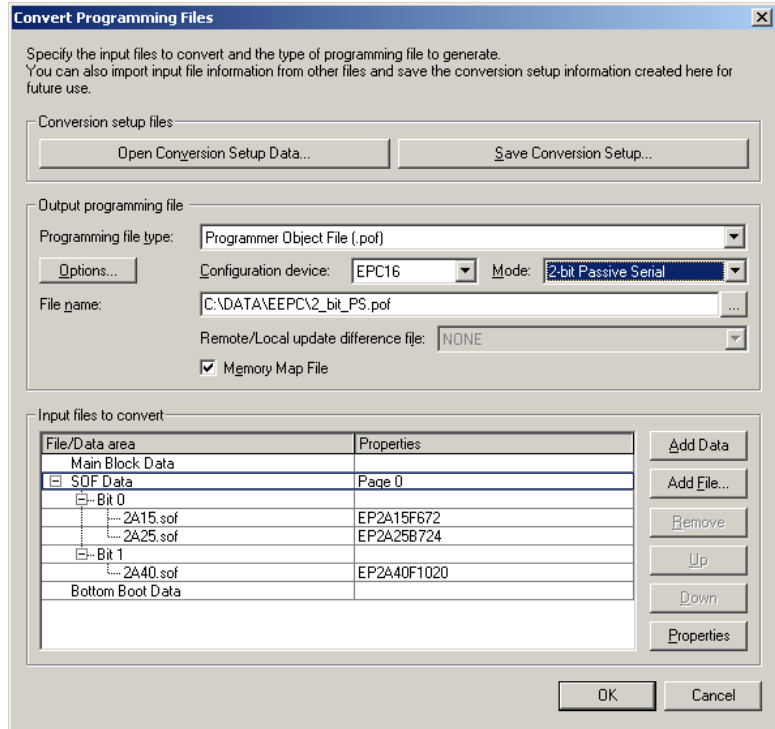 Convert Programming Files
Specify the input files to convert and the type of programming file to generate.
You can also import input file information from other files and save the conversion setup information created here for
future use.
Conversion setup files
Open Conversion Setup Data...
Save Conversion Setup...
Output programming file
Programming file type:
Programmer Object File (.pof)
Options...
Configuration device:
EPC16
Mode:
2-bit Passive Serial
File name:
C:\DATA\EEPC\2_bit_PS.pof
...
Remote/Local update difference file:
NONE
Memory Map File
Input files to convert
File/Data area
Properties
Main Block Data
SOF Data
Page 0
Bit 0
2A15.sof
EP2A15F672
2A25.sof
EP2A25B724
Bit 1
2A40.sof
EP2A40F1020
Bottom Boot Data
Add Data
Add File...
Remove
Up
Down
Properties
OK
Cancel